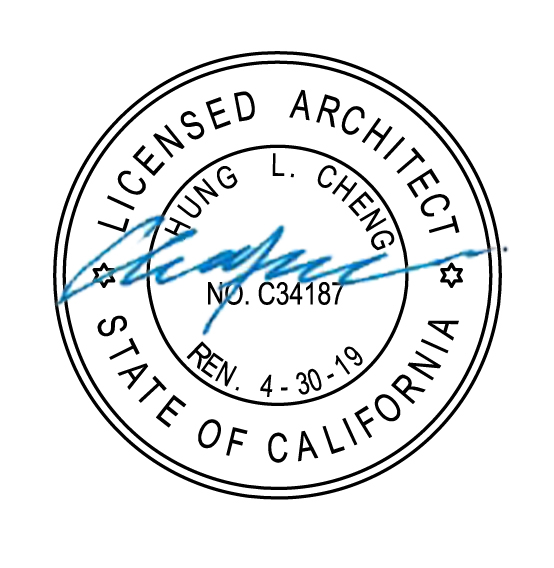 LICENSED ARCHITECT
HUNG L. CHENG
NO. C34187
REN. 4-30-19
STATE OF CALIFORNIA